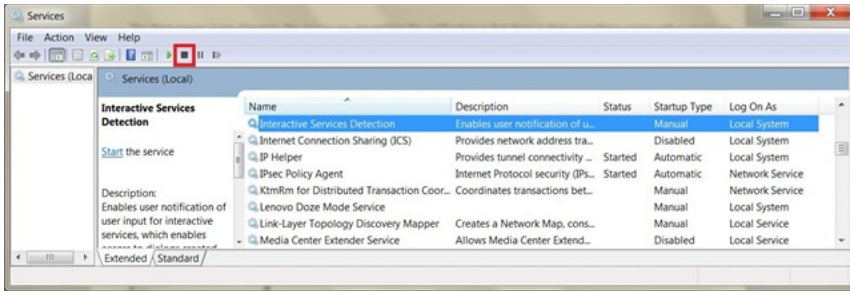 Services
File Action View Help
Services (Loca
Services (Local)
Interactive Services Detection
Start the service
Description:
Enables user notification of
user input for interactive
services, which enables
Name Description Status Startup Type Log On As
Interactive Services Detection Enables user notification of u... Manual Local System
Internet Connection Sharing (ICS) Provides network address tra... Disabled Local System
IP Helper Provides tunnel connectivity ... Started Automatic Local System
IPsec Policy Agent Internet Protocol security (IPs... Started Automatic Network Service
KtmRm for Distributed Transaction Coor... Coordinates transactions bet... Manual Network Service
Lenovo Doze Mode Service Manual Local System
Link-Layer Topology Discovery Mapper Creates a Network Map, cons... Manual Local Service
Media Center Extender Service Allows Media Center Extend... Disabled Local Service
Extended Standard